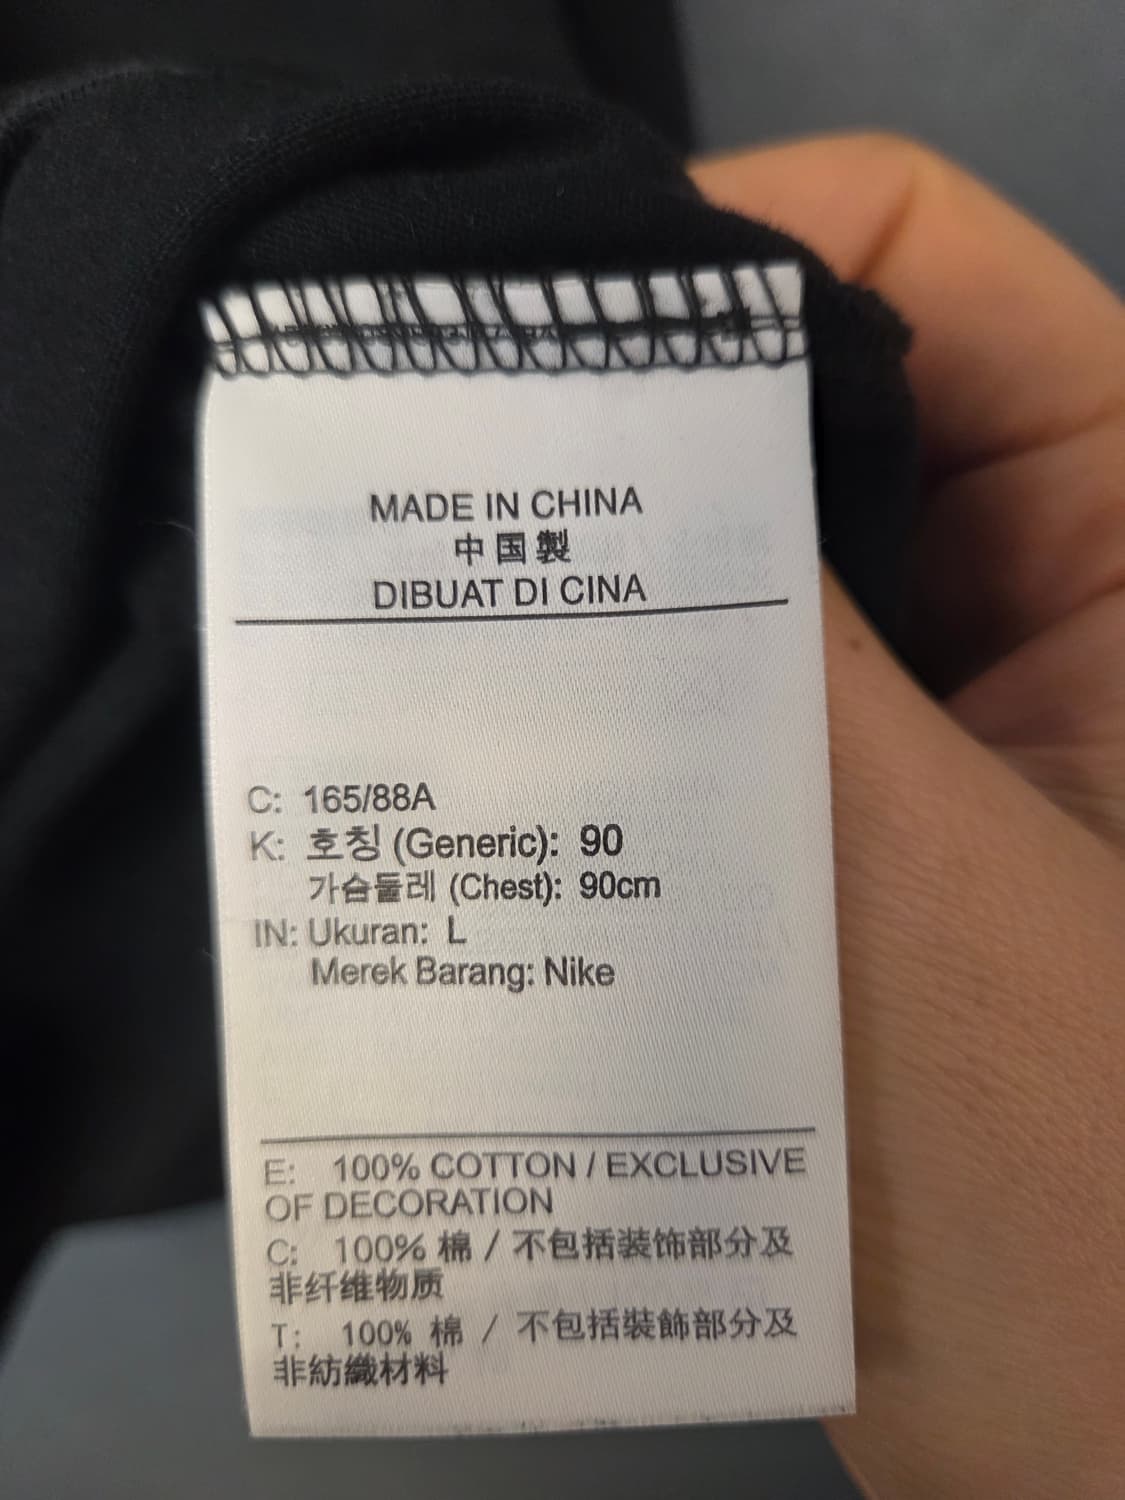 MADE IN CHINA
中国製
DIBUAT DI CINA
C: 165/88A
K: 호칭 (Generic): 90
가슴둘레 (Chest): 90cm
IN: Ukuran: L
Merek Barang: Nike
E: 100% COTTON / EXCLUSIVE
OF DECORATION
C: 100% 棉 / 不包括装饰部分及
非纤维物质
T: 100% 棉 / 不包括裝飾部分及
非紡織材料